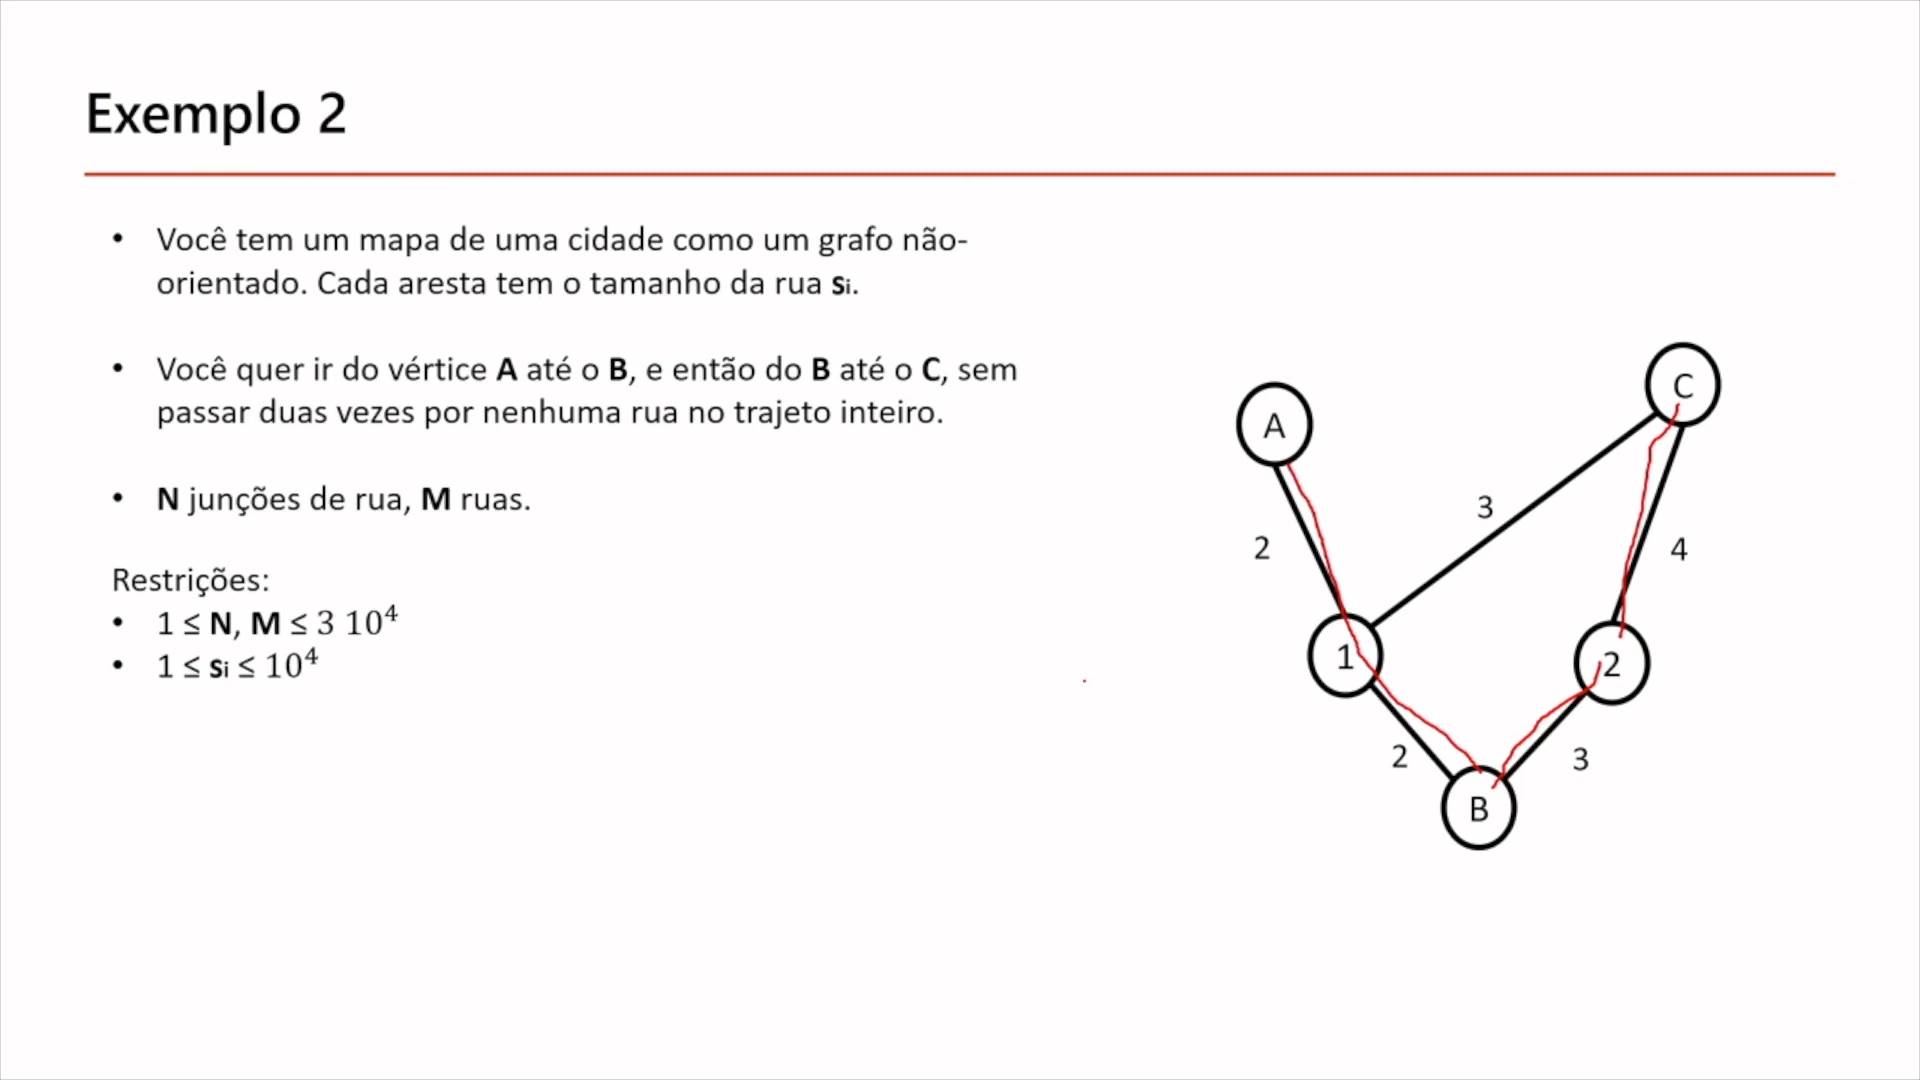 Exemplo 2
• Você tem um mapa de uma cidade como um grafo não-
orientado. Cada aresta tem o tamanho da rua si.
• Você quer ir do vértice A até o B, e então do B até o C, sem
passar duas vezes por nenhuma rua no trajeto inteiro.
• N junções de rua, M ruas.
Restrições:
• 1 ≤ N, M ≤ 3 10⁴
• 1 ≤ si ≤ 10⁴
C
A
3
2
4
1
2
2
3
B